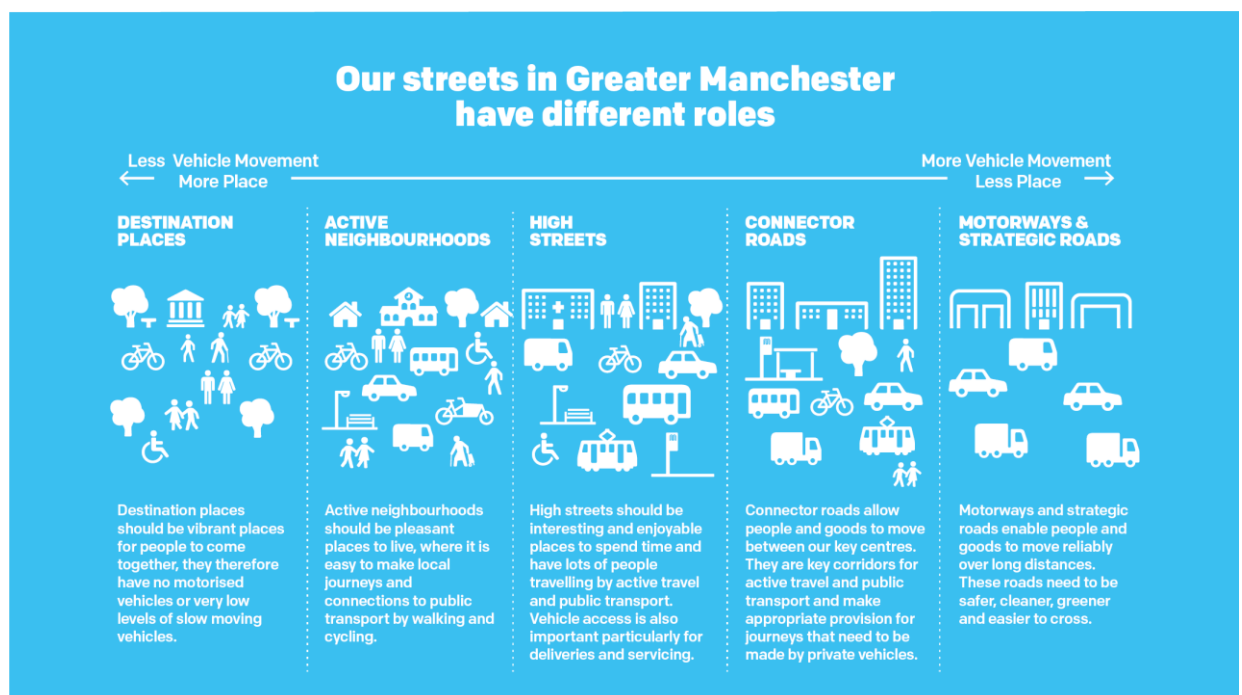 Our streets in Greater Manchester
have different roles
Less Vehicle Movement
More Place
More Vehicle Movement
Less Place
DESTINATION
PLACES
Destination places
should be vibrant places
for people to come
together, they therefore
have no motorised
vehicles or very low
levels of slow moving
vehicles.
ACTIVE
NEIGHBOURHOODS
Active neighbourhoods
should be pleasant
places to live, where it is
easy to make local
journeys and
connections to public
transport by walking and
cycling.
HIGH
STREETS
High streets should be
interesting and enjoyable
places to spend time and
have lots of people
travelling by active travel
and public transport.
Vehicle access is also
important particularly for
deliveries and servicing.
CONNECTOR
ROADS
Connector roads allow
people and goods to move
between our key centres.
They are key corridors for
active travel and public
transport and make
appropriate provision for
journeys that need to be
made by private vehicles.
MOTORWAYS &
STRATEGIC ROADS
Motorways and strategic
roads enable people and
goods to move reliably
over long distances.
These roads need to be
safer, cleaner, greener
and easier to cross.